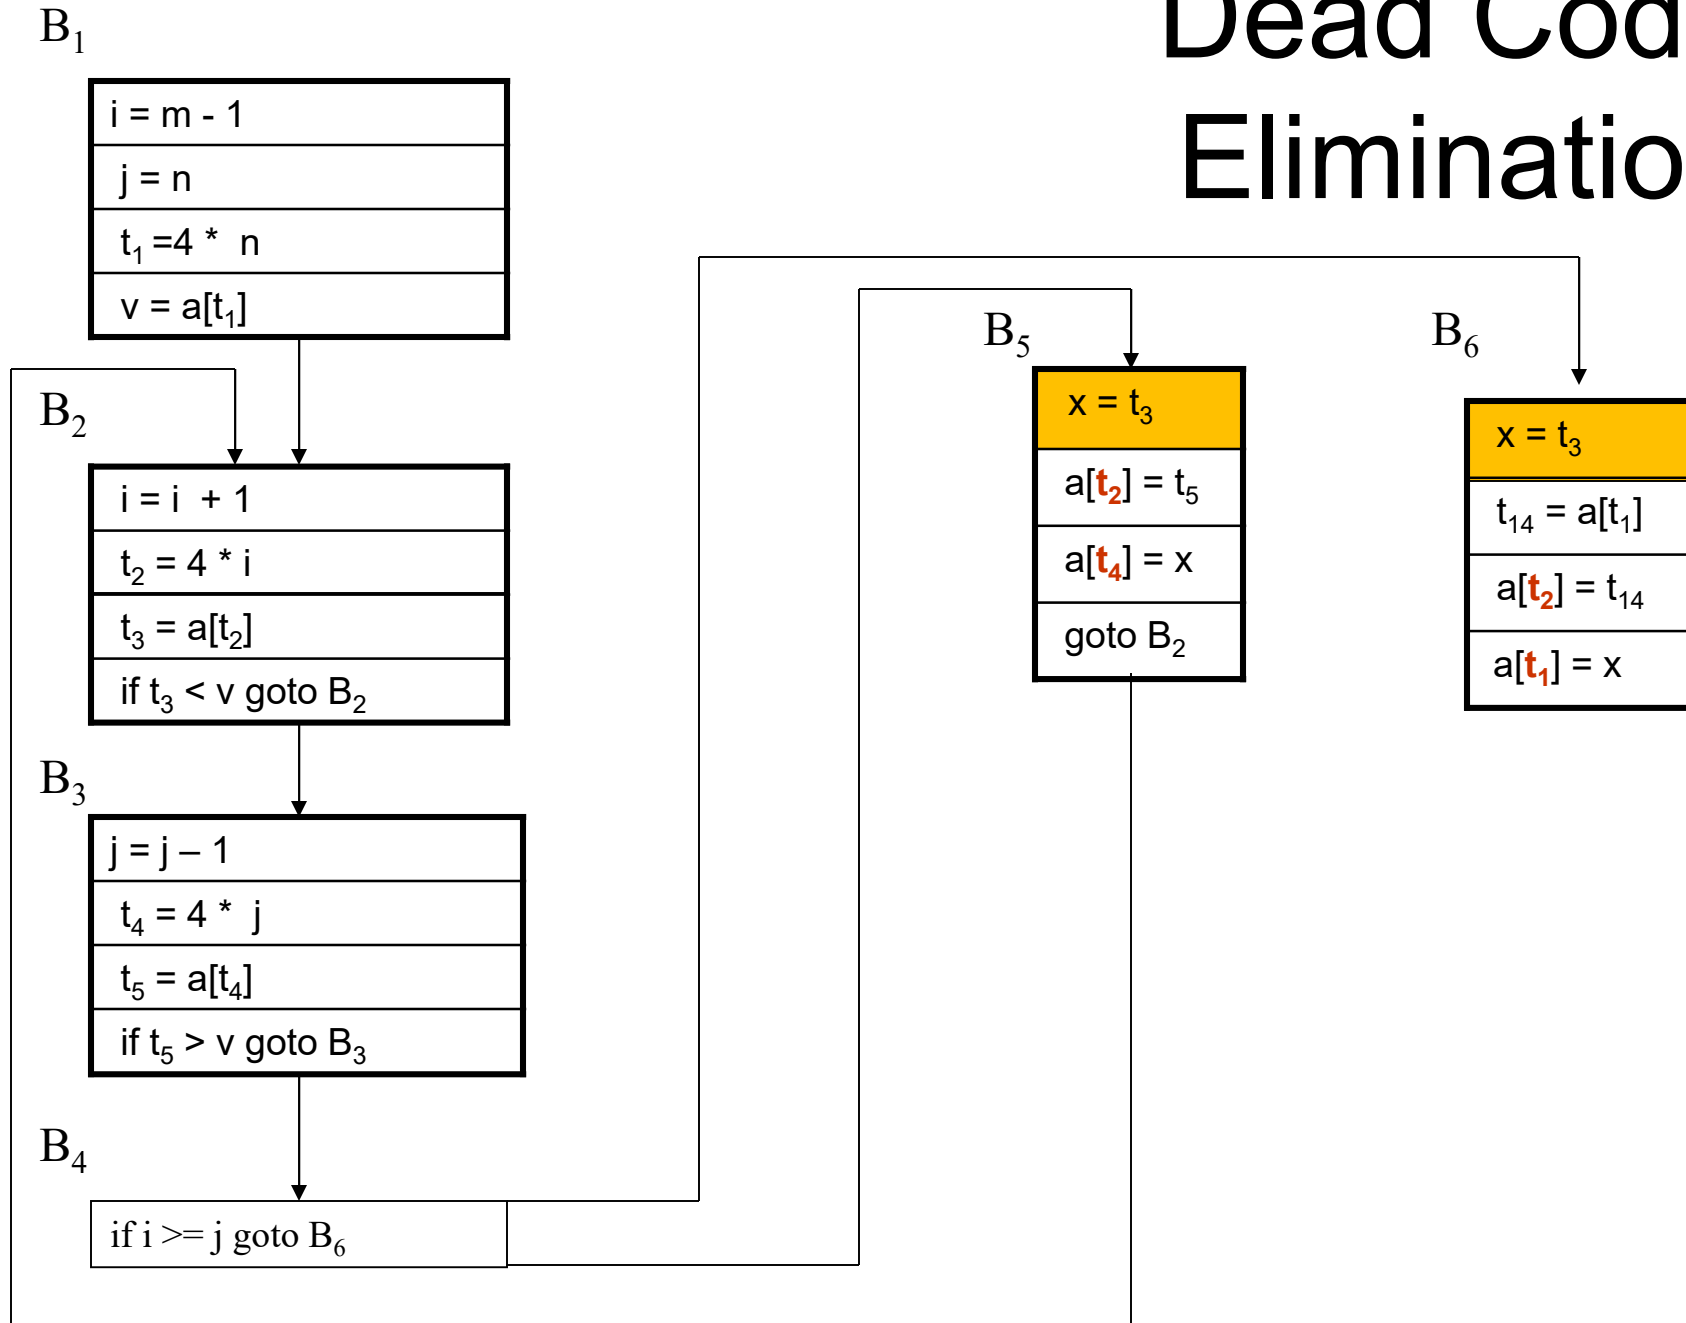 Dead Cod
Eliminatio
B₁
i = m - 1
j = n
t₁ =4 * n
v = a[t₁]
B₂
i = i + 1
t₂ = 4 * i
t₃ = a[t₂]
if t₃ < v goto B₂
B₃
j = j – 1
t₄ = 4 * j
t₅ = a[t₄]
if t₅ > v goto B₃
B₄
if i >= j goto B₆
B₅
x = t₃
a[t₂] = t₅
a[t₄] = x
goto B₂
B₆
x = t₃
t₁₄ = a[t₁]
a[t₂] = t₁₄
a[t₁] = x